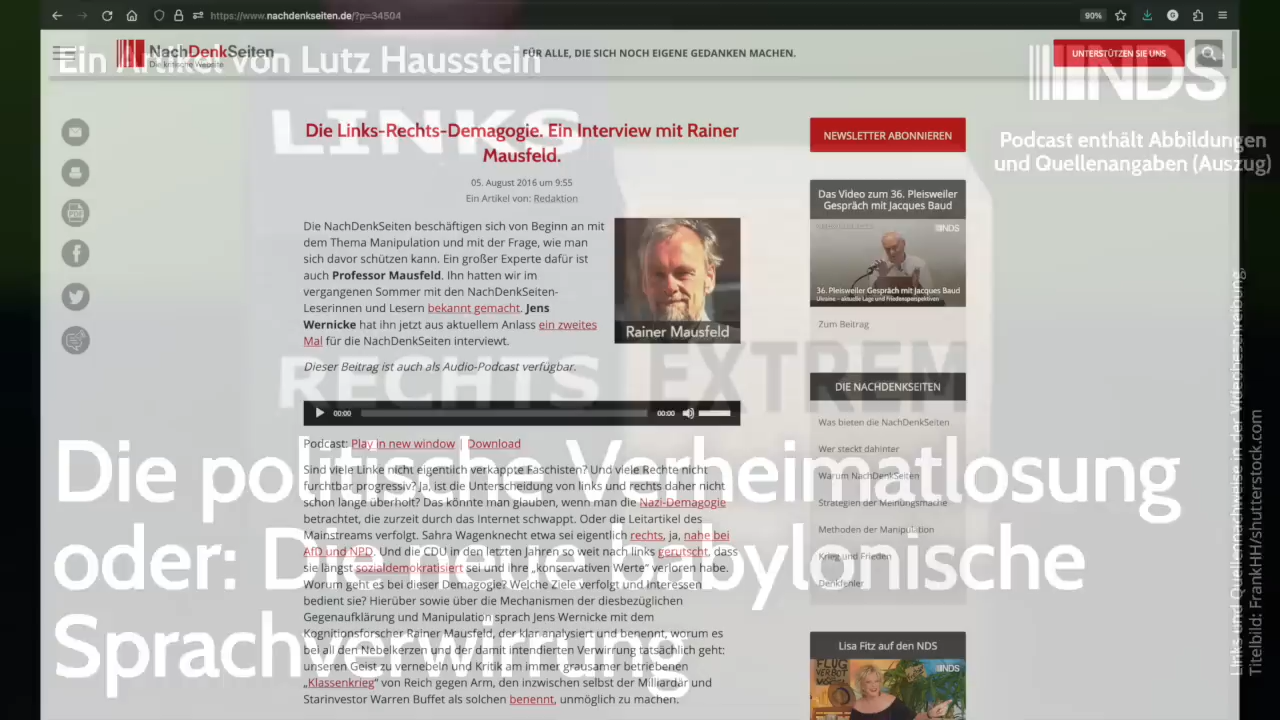 https://www.nachdenkseiten.de/?p=34504
90%
NachDenkSeiten
Die kritische Website
FÜR ALLE, DIE SICH NOCH EIGENE GEDANKEN MACHEN.
UNTERSTÜTZEN SIE UNS
Ein Artikel von Lutz Hausstein
NDS
Podcast enthält Abbildungen
und Quellenangaben (Auszug)
LINKS
RECHTS EXTREM
Die Links-Rechts-Demagogie. Ein Interview mit Rainer
Mausfeld.
05. August 2016 um 9:55
Ein Artikel von: Redaktion
Die NachDenkSeiten beschäftigen sich von Beginn an mit
dem Thema Manipulation und mit der Frage, wie man
sich davor schützen kann. Ein großer Experte dafür ist
auch Professor Mausfeld. Ihn hatten wir im
vergangenen Sommer mit den NachDenkSeiten-
Leserinnen und Lesern bekannt gemacht. Jens
Wernicke hat ihn jetzt aus aktuellem Anlass ein zweites
Mal für die NachDenkSeiten interviewt.
Rainer Mausfeld
Dieser Beitrag ist auch als Audio-Podcast verfügbar.
00:00
00:00
Podcast: Play in new window | Download
Sind viele Linke nicht eigentlich verkappte Faschisten? Und viele Rechte nicht
furchtbar progressiv? Ja, ist die Unterscheidung von links und rechts daher nicht
schon lange überholt? Das könnte man glauben, wenn man die Nazi-Demagogie
betrachtet, die zurzeit durch das Internet schwappt. Oder die Leitartikel des
Mainstreams verfolgt. Sahra Wagenknecht etwa sei eigentlich rechts, ja, nahe bei
AfD und NPD. Und die CDU in den letzten Jahren so weit nach links gerutscht, dass
sie längst sozialdemokratisiert sei und ihre „konservativen Werte“ verloren habe.
Worum geht es bei dieser Demagogie? Welche Ziele verfolgt und Interessen
bedient sie? Hierüber sowie über die Mechanismen der diesbezüglichen
Gegenaufklärung und Manipulation sprach Jens Wernicke mit dem
Kognitionsforscher Rainer Mausfeld, der klar analysiert und benennt, worum es
bei all den Nebelkerzen und der damit intendierten Verwirrung tatsächlich geht:
unseren Geist zu vernebeln und Kritik am immer grausamer betriebenen
„Klassenkrieg“ von Reich gegen Arm, den inzwischen selbst der Milliardär und
Starinvestor Warren Buffet als solchen benennt, unmöglich zu machen.
NEWSLETTER ABONNIEREN
Das Video zum 36. Pleisweiler
Gespräch mit Jacques Baud
NDS
36. Pleisweiler Gespräch mit Jacques Baud
Ukraine – aktuelle Lage und Friedensperspektiven
Zum Beitrag
DIE NACHDENKSEITEN
Was bieten die NachDenkSeiten
Wer steckt dahinter
Warum NachDenkSeiten
Strategien der Meinungsmache
Methoden der Manipulation
Krieg und Frieden
Denkfehler
Lisa Fitz auf den NDS
FLUG
VERBOT
NDS
Die politische Verheimatlosung
oder: Die neue babylonische
Sprachverwirrung
Links und Quellennachweise in der Videobeschreibung,
Titelbild: FrankHH/shutterstock.com